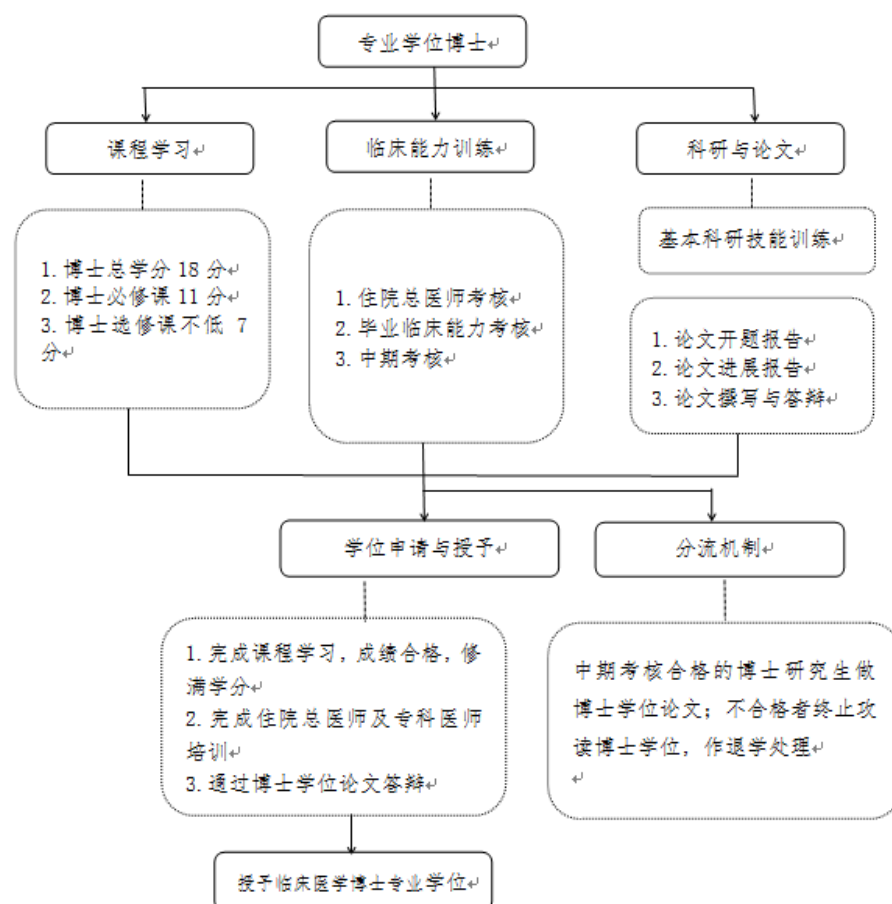 专业学位博士
课程学习
临床能力训练
科研与论文
1. 博士总学分 18 分
2. 博士必修课 11 分
3. 博士选修课不低 7
分
1. 住院总医师考核
2. 毕业临床能力考核
3. 中期考核
基本科研技能训练
1. 论文开题报告
2. 论文进展报告
3. 论文撰写与答辩
学位申请与授予
分流机制
1. 完成课程学习，成绩合格，修
满学分
2. 完成住院总医师及专科医师
培训
3. 通过博士学位论文答辩
中期考核合格的博士研究生做
博士学位论文；不合格者终止攻
读博士学位，作退学处理
授予临床医学博士专业学位